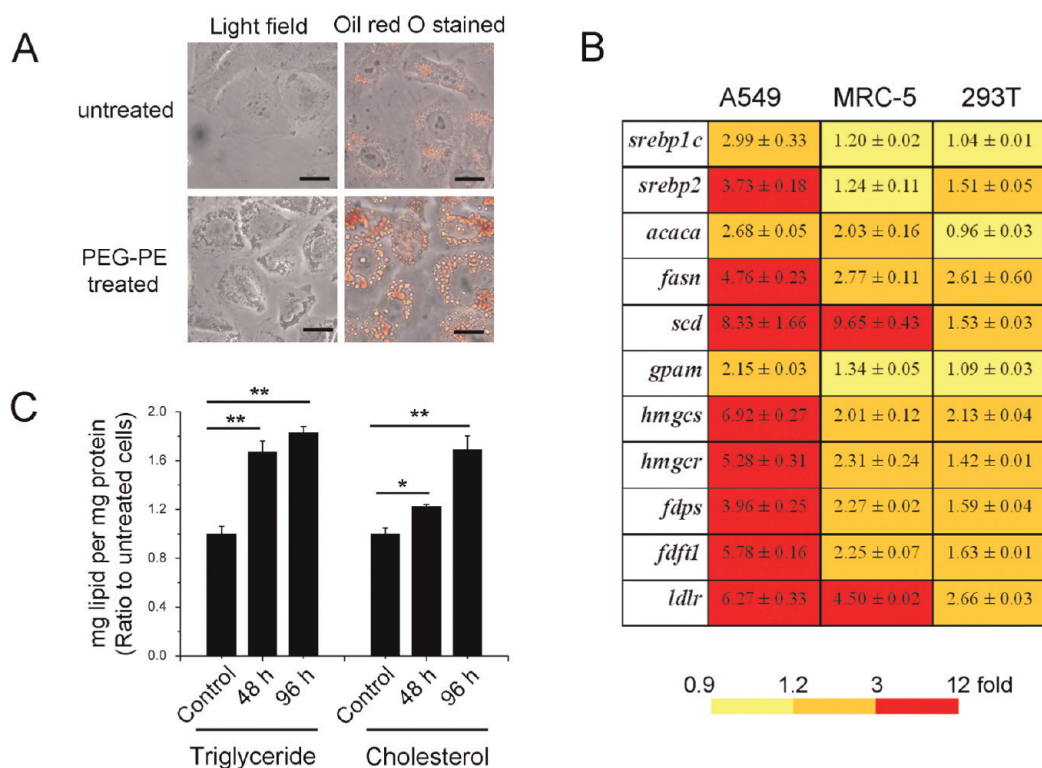 A
Light field
Oil red O stained
untreated
PEG-PE
treated
B
A549 MRC-5 293T
srebp1c 2.99 ± 0.33 1.20 ± 0.02 1.04 ± 0.01
srebp2 3.73 ± 0.18 1.24 ± 0.11 1.51 ± 0.05
acaca 2.68 ± 0.05 2.03 ± 0.16 0.96 ± 0.03
fasn 4.76 ± 0.23 2.77 ± 0.11 2.61 ± 0.60
scd 8.33 ± 1.66 9.65 ± 0.43 1.53 ± 0.03
gpam 2.15 ± 0.03 1.34 ± 0.05 1.09 ± 0.03
hmgcs 6.92 ± 0.27 2.01 ± 0.12 2.13 ± 0.04
hmgcr 5.28 ± 0.31 2.31 ± 0.24 1.42 ± 0.01
fdps 3.96 ± 0.25 2.27 ± 0.02 1.59 ± 0.04
fdft1 5.78 ± 0.16 2.25 ± 0.07 1.63 ± 0.01
ldlr 6.27 ± 0.33 4.50 ± 0.02 2.66 ± 0.03
0.9 1.2 3 12 fold
C
mg lipid per mg protein
(Ratio to untreated cells)
2.0
1.6
1.2
0.8
0.4
0.0
** ** * **
Control 48 h 96 h Control 48 h 96 h
Triglyceride Cholesterol